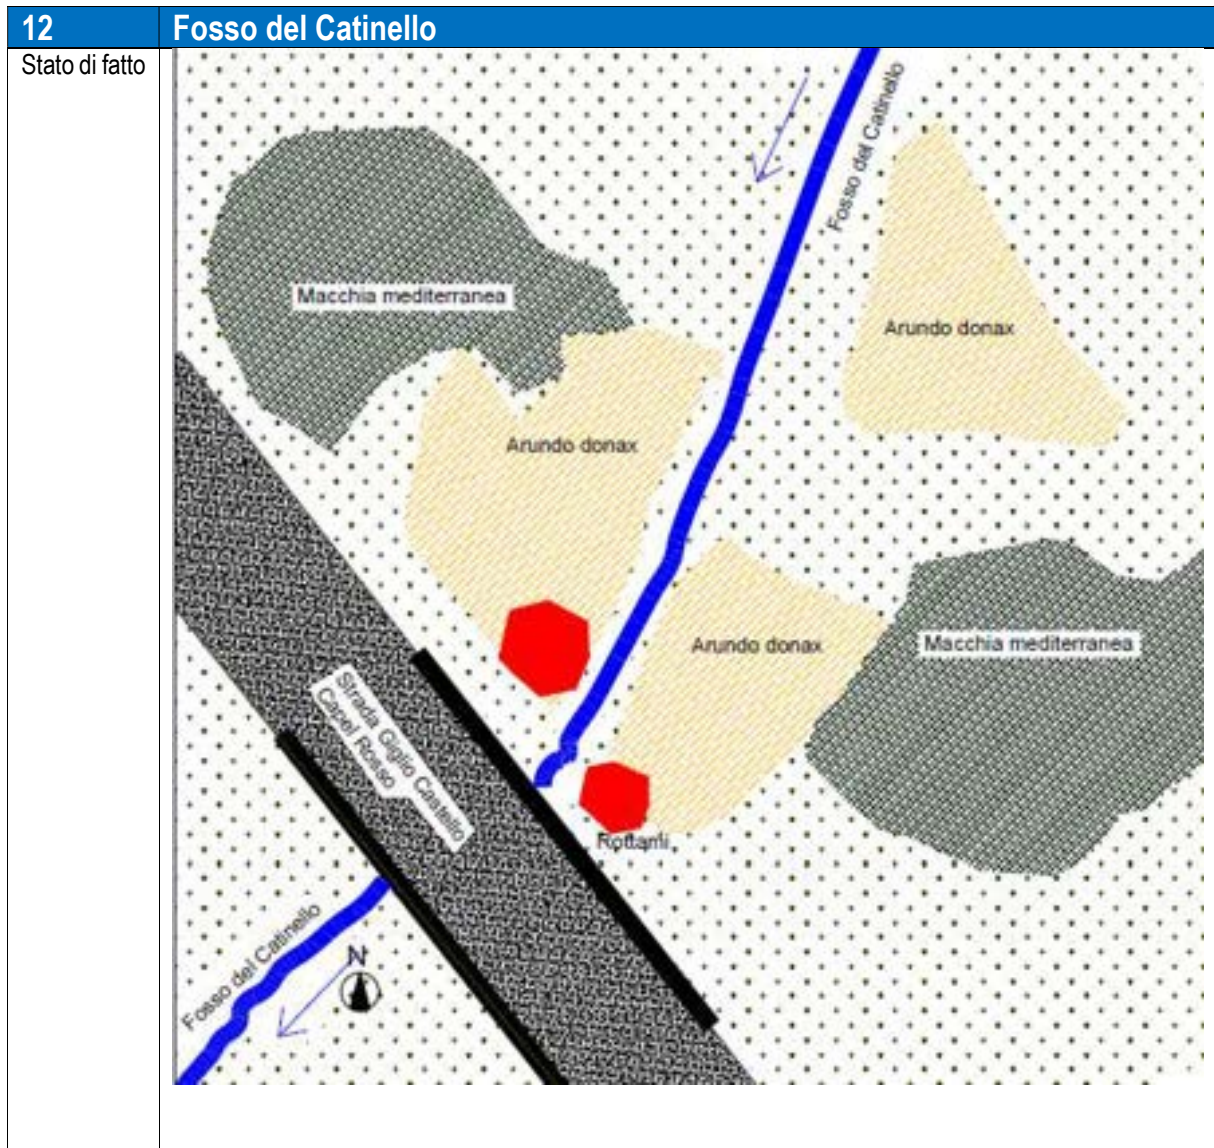 12 Fosso del Catinello
Stato di fatto
Fosso del Catinello
Macchia mediterranea
Arundo donax
Arundo donax
Arundo donax
Macchia mediterranea
Strada Giglio Castello
Capel Rosso
Rottami
Fosso del Catinello
N